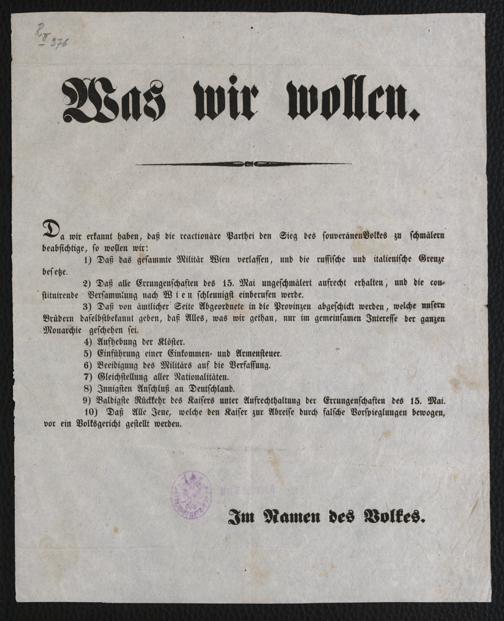 Was wir wollen.
Da wir erkannt haben, daß die reactionäre Parthei den Sieg des souveränenVolkes zu schmälern
beabsichtige, so wollen wir:
1) Daß das gesammte Militär Wien verlassen, und die russische und italienische Grenze
besetze.
2) Daß alle Errungenschaften des 15. Mai ungeschmälert aufrecht erhalten, und die con-
stituirende Versammlung nach Wien schleunigst einberufen werde.
3) Daß von ämtlicher Seite Abgeordnete in die Provinzen abgeschickt werden, welche unsern
Brüdern daselbstbekannt geben, daß Alles, was wir gethan, nur im gemeinsamen Interesse der ganzen
Monarchie geschehen sei.
4) Aufhebung der Klöster.
5) Einführung einer Einkommen- und Armensteuer.
6) Beeidigung des Militärs auf die Verfassung.
7) Gleichstellung aller Nationalitäten.
8) Innigsten Anschluß an Deutschland.
9) Baldigste Rückkehr des Kaisers unter Aufrechthaltung der Errungenschaften des 15. Mai.
10) Daß Alle Jene, welche den Kaiser zur Abreise durch falsche Vorspieglungen bewogen,
vor ein Volksgericht gestellt werden.
Im Namen des Volkes.